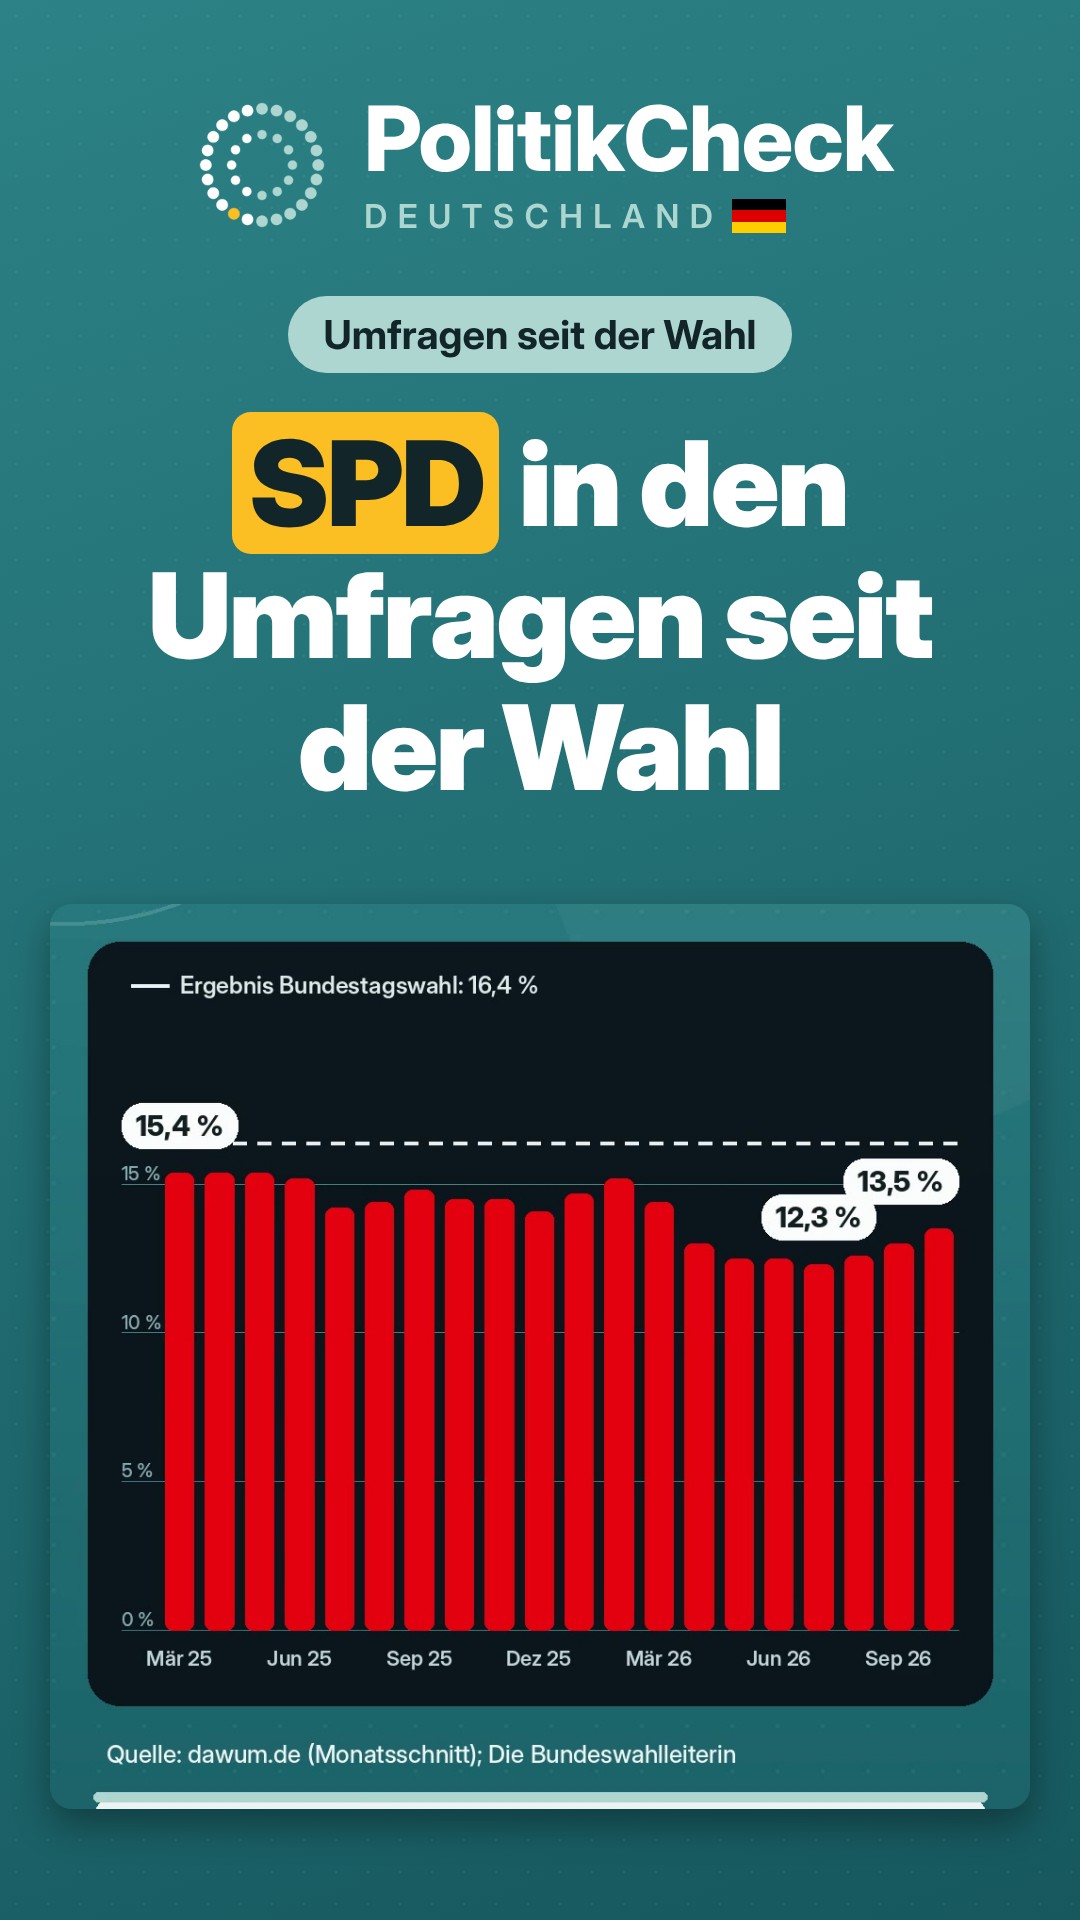 PolitikCheck
DEUTSCHLAND
Umfragen seit der Wahl
SPD in den
Umfragen seit
der Wahl
Ergebnis Bundestagswahl: 16,4 %
15,4 %
15 %
13,5 %
12,3 %
10 %
5 %
0 %
Mär 25 Jun 25 Sep 25 Dez 25 Mär 26 Jun 26 Sep 26
Quelle: dawum.de (Monatsschnitt); Die Bundeswahlleiterin